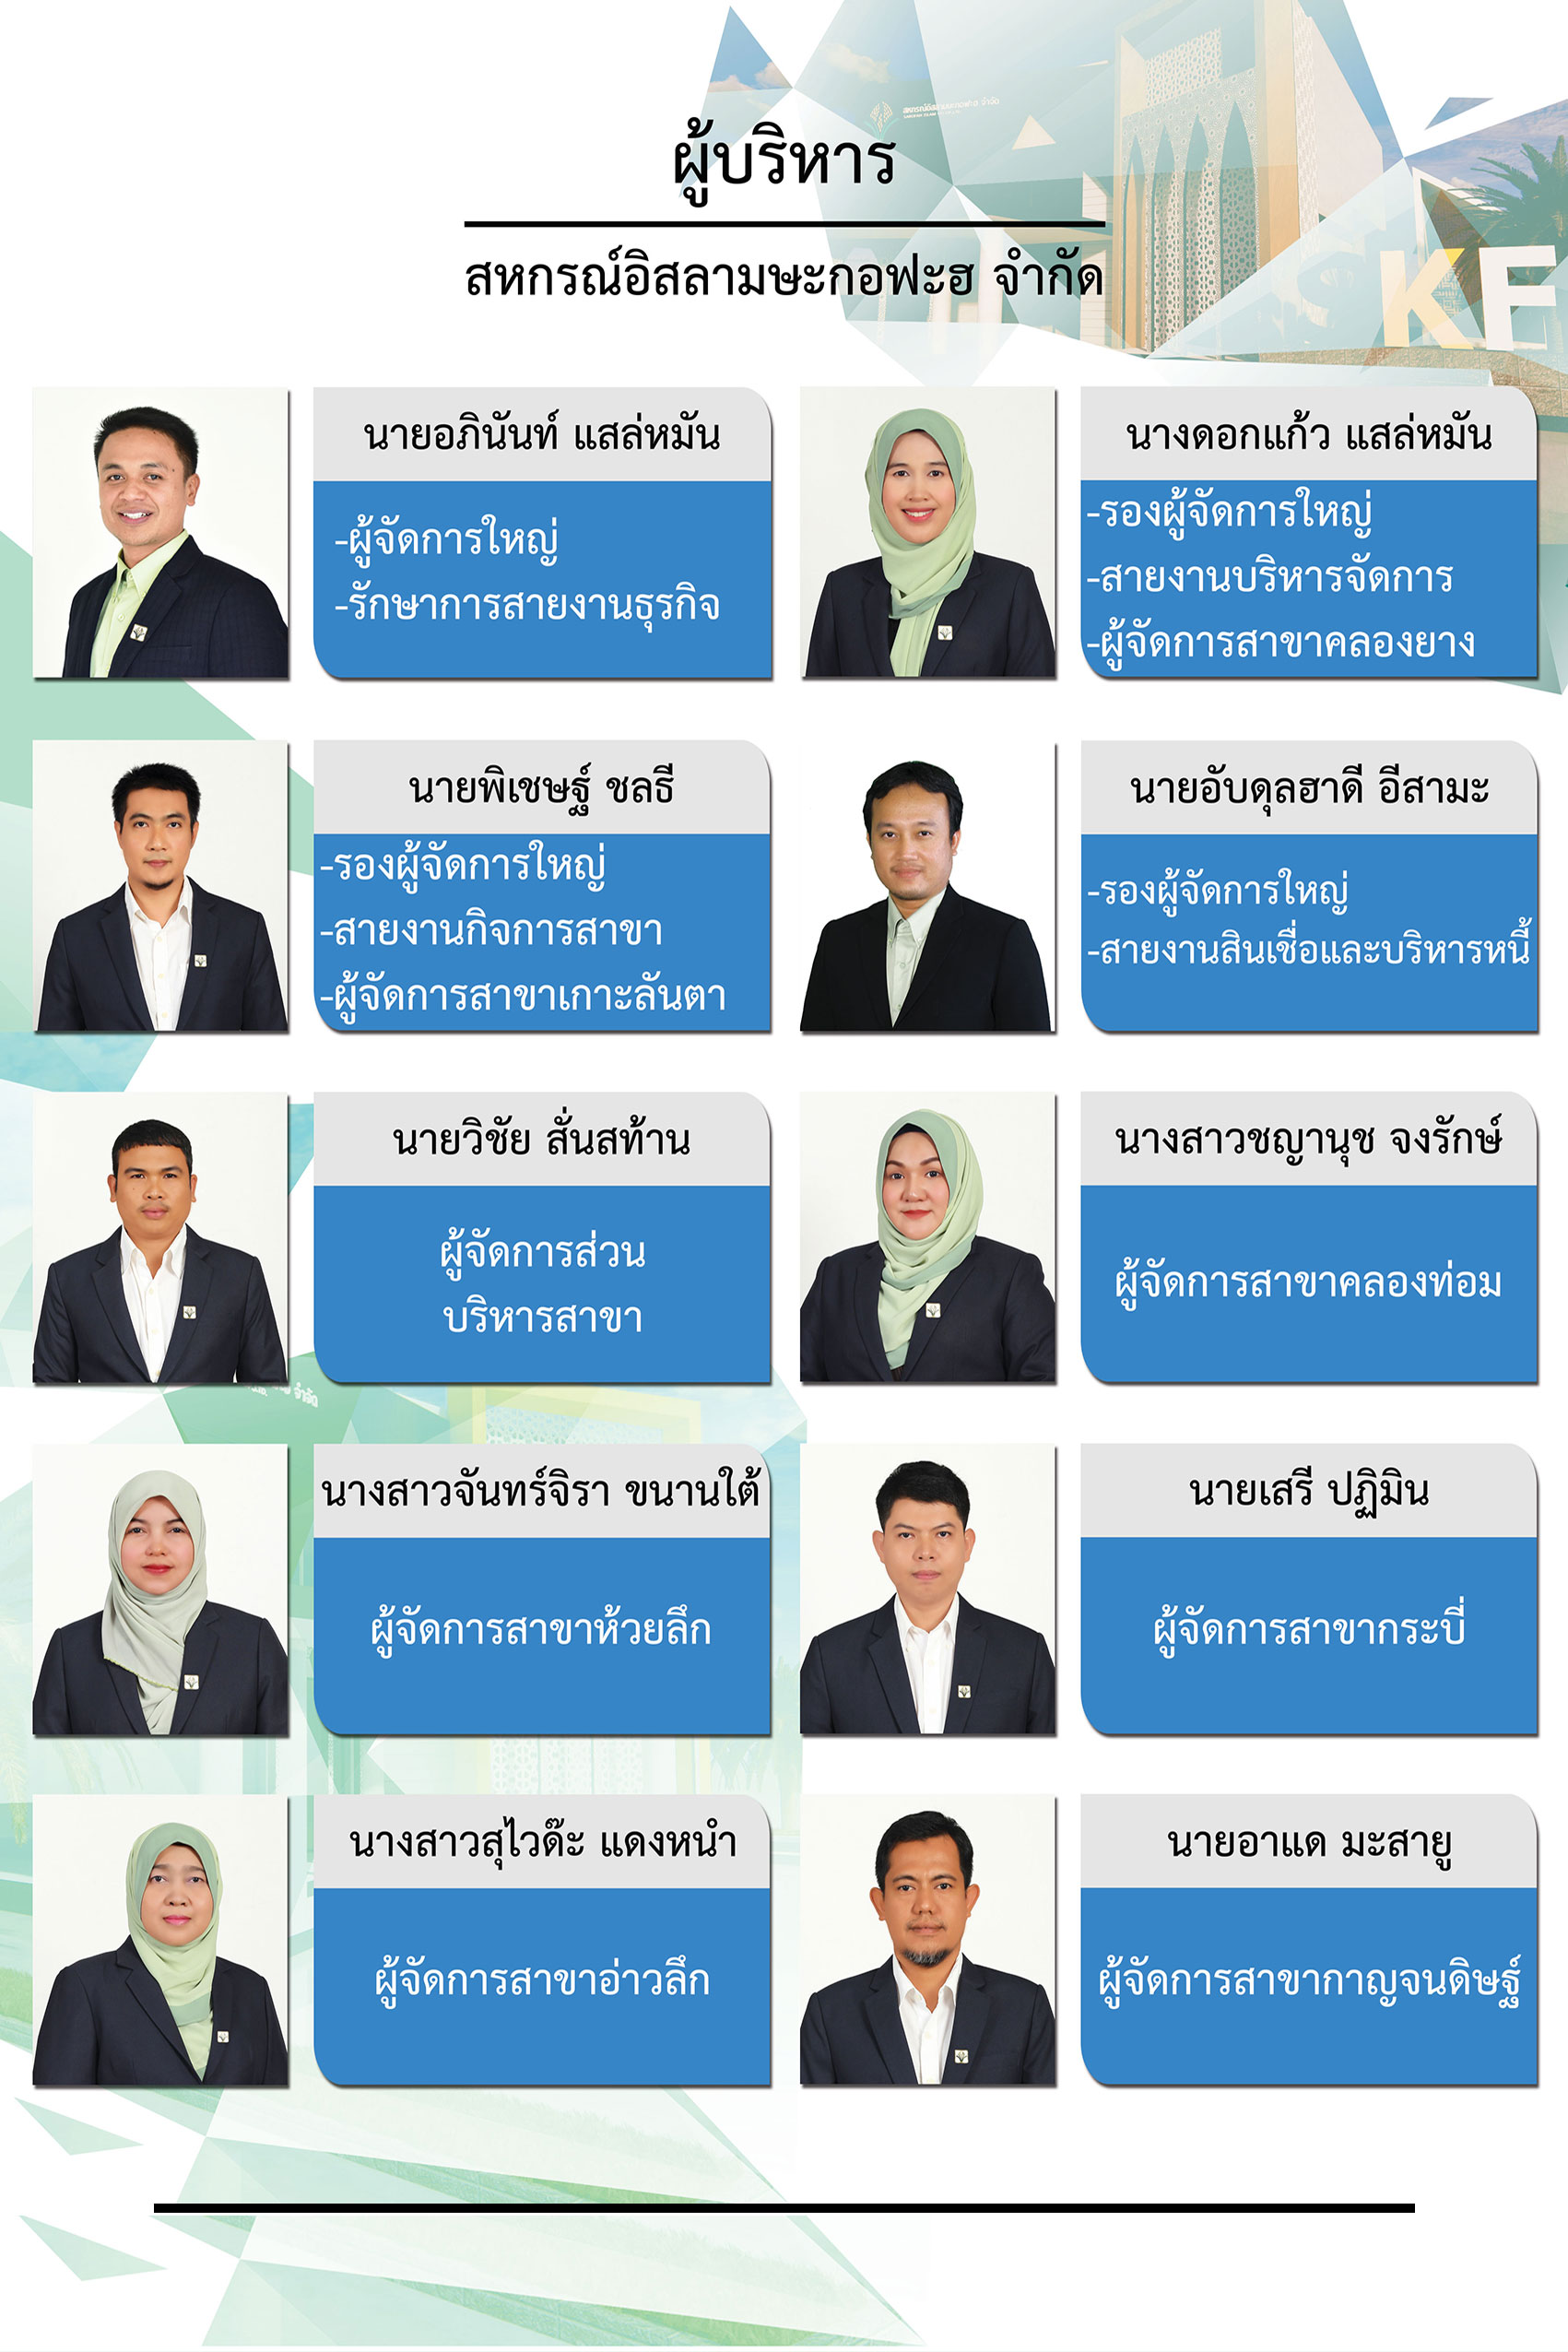 ผู้บริหาร
สหกรณ์อิสลามษะกอฟะฮ จำกัด
KF
นายอภินันท์ แสล่หมัน
-ผู้จัดการใหญ่
-รักษาการสายงานธุรกิจ
นางดอกแก้ว แสล่หมัน
-รองผู้จัดการใหญ่
-สายงานบริหารจัดการ
-ผู้จัดการสาขาคลองยาง
นายพิเชษฐ์ ชลธี
-รองผู้จัดการใหญ่
-สายงานกิจการสาขา
-ผู้จัดการสาขาเกาะลันตา
นายอับดุลฮาดี อีสามะ
-รองผู้จัดการใหญ่
-สายงานสินเชื่อและบริหารหนี้
นายวิชัย สั่นสท้าน
ผู้จัดการส่วน
บริหารสาขา
นางสาวชญานุช จงรักษ์
ผู้จัดการสาขาคลองท่อม
นางสาวจันทร์จิรา ขนานใต้
ผู้จัดการสาขาห้วยลึก
นายเสรี ปฏิมิน
ผู้จัดการสาขากระบี่
นางสาวสุไวด๊ะ แดงหนำ
ผู้จัดการสาขาอ่าวลึก
นายอาแด มะสายู
ผู้จัดการสาขากาญจนดิษฐ์